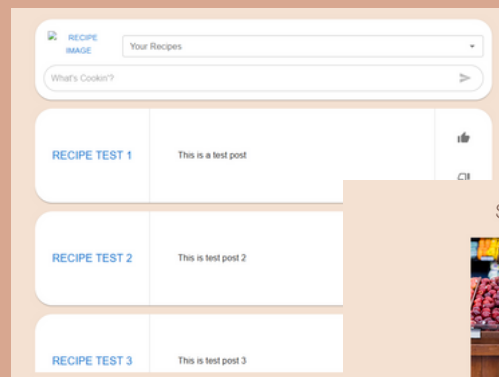 RECIPE
IMAGE
Your Recipes
What's Cookin'?
RECIPE TEST 1
This is a test post
RECIPE TEST 2
This is test post 2
RECIPE TEST 3
This is test post 3